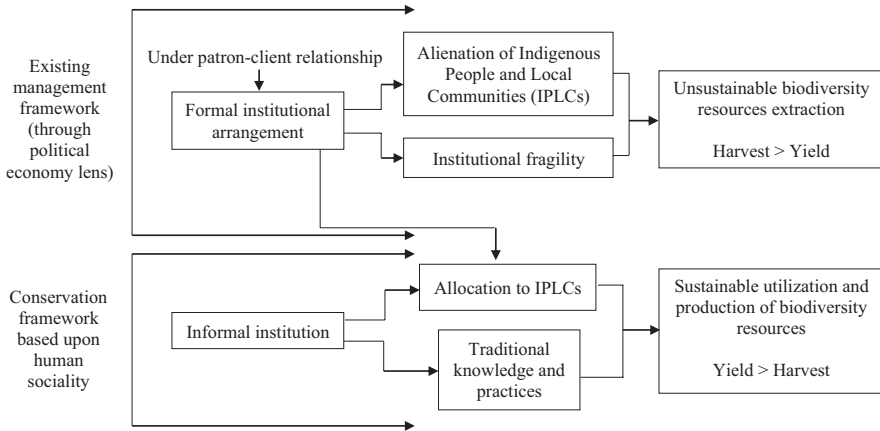 Existing
management
framework
(through
political
economy lens)
Under patron-client relationship
Formal institutional
arrangement
Alienation of Indigenous
People and Local
Communities (IPLCs)
Institutional fragility
Unsustainable biodiversity
resources extraction
Harvest > Yield
Conservation
framework
based upon
human
sociality
Informal institution
Allocation to IPLCs
Traditional
knowledge and
practices
Sustainable utilization and
production of biodiversity
resources
Yield > Harvest